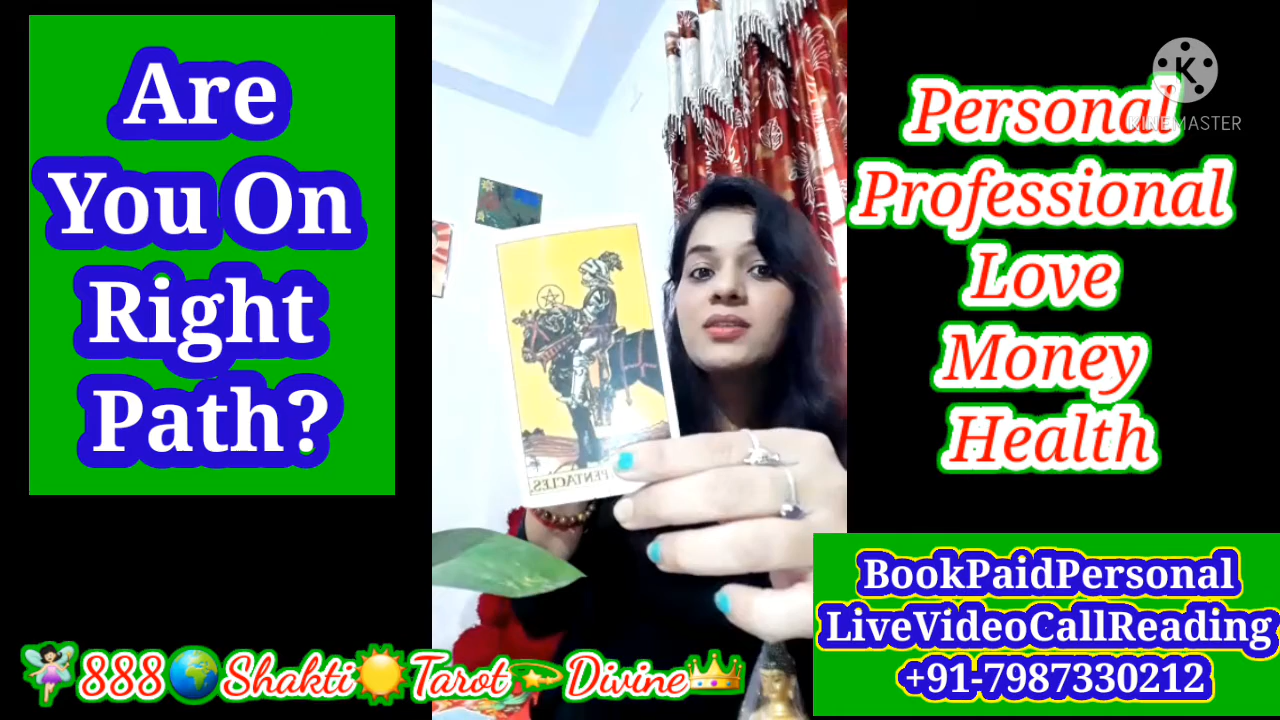 Are
You On
Right
Path?
Personal
Professional
Love
Money
Health
KINEMASTER
PENTACLES.
BookPaidPersonal
LiveVideoCallReading
+91-7987330212
888 Shakti Tarot Divine